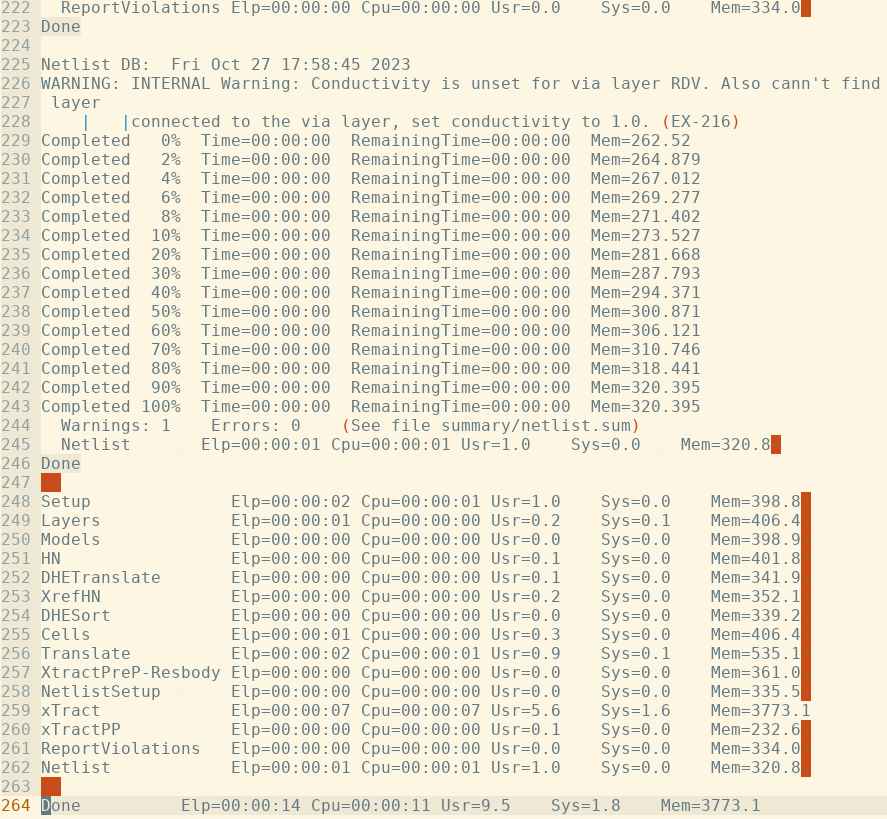 222   ReportViolations Elp=00:00:00 Cpu=00:00:00 Usr=0.0    Sys=0.0    Mem=334.0
223 Done
224
225 Netlist DB:  Fri Oct 27 17:58:45 2023
226 WARNING: INTERNAL Warning: Conductivity is unset for via layer RDV. Also cann't find
227  layer
228     |   |connected to the via layer, set conductivity to 1.0. (EX-216)
229 Completed   0%  Time=00:00:00  RemainingTime=00:00:00  Mem=262.52
230 Completed   2%  Time=00:00:00  RemainingTime=00:00:00  Mem=264.879
231 Completed   4%  Time=00:00:00  RemainingTime=00:00:00  Mem=267.012
232 Completed   6%  Time=00:00:00  RemainingTime=00:00:00  Mem=269.277
233 Completed   8%  Time=00:00:00  RemainingTime=00:00:00  Mem=271.402
234 Completed  10%  Time=00:00:00  RemainingTime=00:00:00  Mem=273.527
235 Completed  20%  Time=00:00:00  RemainingTime=00:00:00  Mem=281.668
236 Completed  30%  Time=00:00:00  RemainingTime=00:00:00  Mem=287.793
237 Completed  40%  Time=00:00:00  RemainingTime=00:00:00  Mem=294.371
238 Completed  50%  Time=00:00:00  RemainingTime=00:00:00  Mem=300.871
239 Completed  60%  Time=00:00:00  RemainingTime=00:00:00  Mem=306.121
240 Completed  70%  Time=00:00:00  RemainingTime=00:00:00  Mem=310.746
241 Completed  80%  Time=00:00:00  RemainingTime=00:00:00  Mem=318.441
242 Completed  90%  Time=00:00:00  RemainingTime=00:00:00  Mem=320.395
243 Completed 100%  Time=00:00:00  RemainingTime=00:00:00  Mem=320.395
244   Warnings: 1    Errors: 0    (See file summary/netlist.sum)
245   Netlist       Elp=00:00:01 Cpu=00:00:01 Usr=1.0    Sys=0.0    Mem=320.8
246 Done
247
248 Setup              Elp=00:00:02 Cpu=00:00:01 Usr=1.0    Sys=0.0    Mem=398.8
249 Layers             Elp=00:00:01 Cpu=00:00:00 Usr=0.2    Sys=0.1    Mem=406.4
250 Models             Elp=00:00:00 Cpu=00:00:00 Usr=0.0    Sys=0.0    Mem=398.9
251 HN                 Elp=00:00:00 Cpu=00:00:00 Usr=0.1    Sys=0.0    Mem=401.8
252 DHETranslate       Elp=00:00:00 Cpu=00:00:00 Usr=0.1    Sys=0.0    Mem=341.9
253 XrefHN             Elp=00:00:00 Cpu=00:00:00 Usr=0.2    Sys=0.0    Mem=352.1
254 DHESort            Elp=00:00:00 Cpu=00:00:00 Usr=0.0    Sys=0.0    Mem=339.2
255 Cells              Elp=00:00:01 Cpu=00:00:00 Usr=0.3    Sys=0.0    Mem=406.4
256 Translate          Elp=00:00:02 Cpu=00:00:01 Usr=0.9    Sys=0.1    Mem=535.1
257 XtractPreP-Resbody Elp=00:00:00 Cpu=00:00:00 Usr=0.0    Sys=0.0    Mem=361.0
258 NetlistSetup       Elp=00:00:00 Cpu=00:00:00 Usr=0.0    Sys=0.0    Mem=335.5
259 xTract             Elp=00:00:07 Cpu=00:00:07 Usr=5.6    Sys=1.6    Mem=3773.1
260 xTractPP           Elp=00:00:00 Cpu=00:00:00 Usr=0.1    Sys=0.0    Mem=232.6
261 ReportViolations   Elp=00:00:00 Cpu=00:00:00 Usr=0.0    Sys=0.0    Mem=334.0
262 Netlist            Elp=00:00:01 Cpu=00:00:01 Usr=1.0    Sys=0.0    Mem=320.8
263
264 Done          Elp=00:00:14 Cpu=00:00:11 Usr=9.5    Sys=1.8    Mem=3773.1